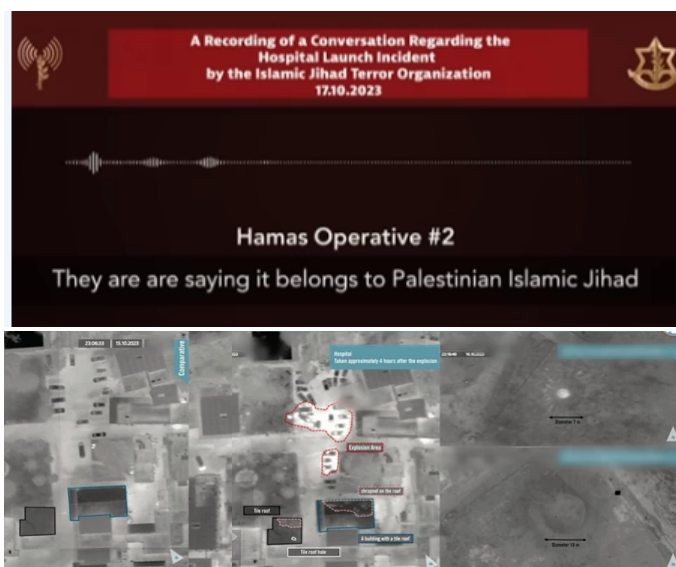 A Recording of a Conversation Regarding the
Hospital Launch Incident
by the Islamic Jihad Terror Organization
17.10.2023
Hamas Operative #2
They are are saying it belongs to Palestinian Islamic Jihad
15.10.2023
Comparative
Hospital
Taken approximately 4 hours after the explosion
Explosion Area
shrapnel on the roof
Tile roof
A building with a tile roof
Tile roof hole
Diameter 7 m
Diameter 16 m